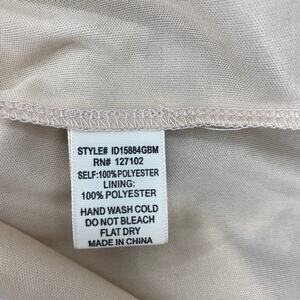 STYLE# ID15884GBM
RN# 127102
SELF:100%POLYESTER
LINING:
100% POLYESTER
HAND WASH COLD
DO NOT BLEACH
FLAT DRY
MADE IN CHINA